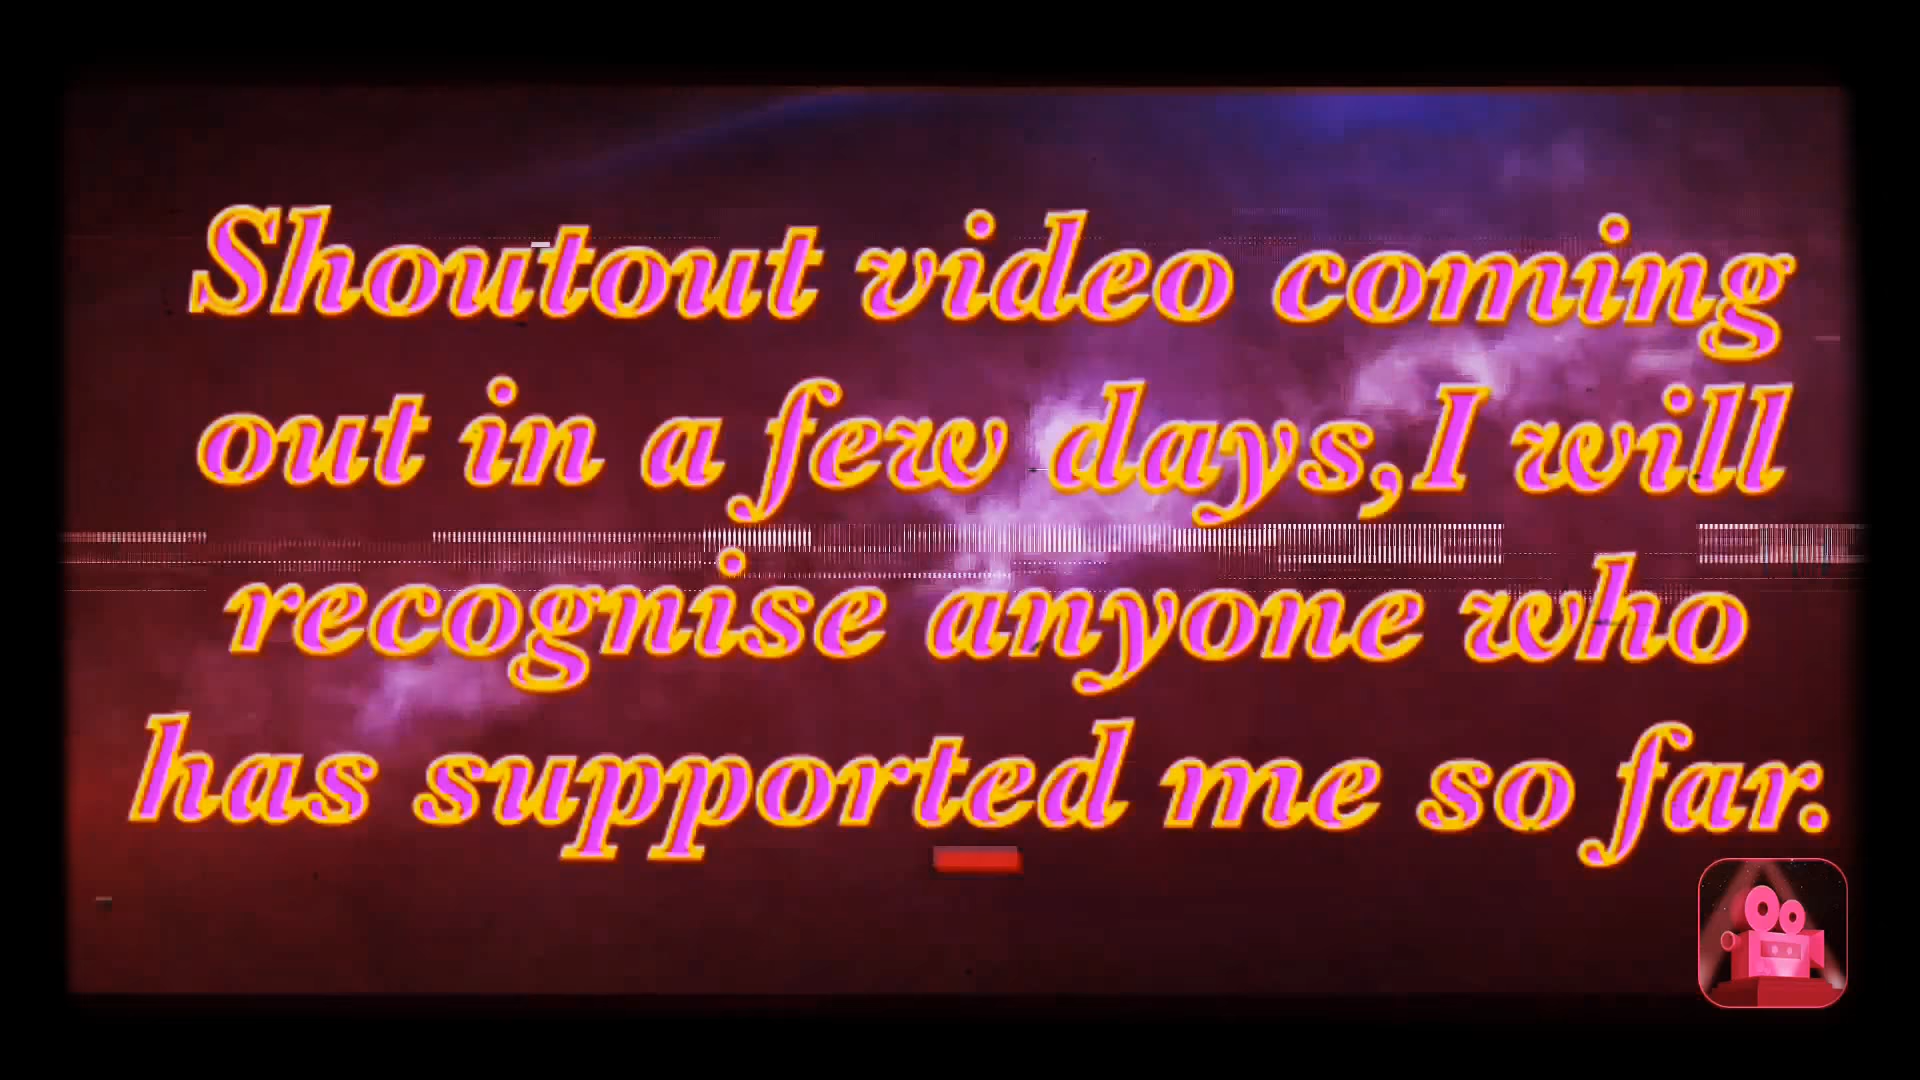 Shoutout video coming
out in a few days,I will
recognise anyone who
has supported me so far.